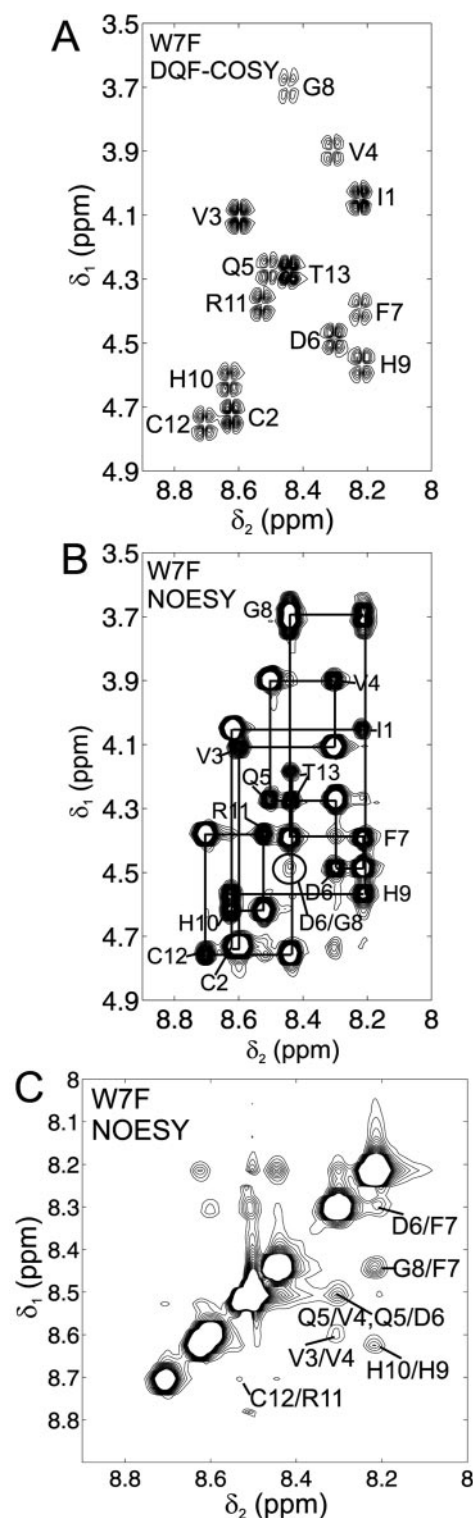 A
W7F
DQF-COSY
G8
V4
I1
V3
Q5
T13
R11
F7
D6
H9
H10
C2
C12
3.5
3.7
3.9
4.1
4.3
4.5
4.7
4.9
δ1 (ppm)
8.8 8.6 8.4 8.2 8
δ2 (ppm)
B
W7F
NOESY
G8
V4
I1
V3
Q5
T13
R11
F7
D6
H9
H10
D6/G8
C12
C2
3.5
3.7
3.9
4.1
4.3
4.5
4.7
4.9
δ1 (ppm)
8.8 8.6 8.4 8.2 8
δ2 (ppm)
C
W7F
NOESY
D6/F7
G8/F7
Q5/V4;Q5/D6
V3/V4
H10/H9
C12/R11
8
8.1
8.2
8.3
8.4
8.5
8.6
8.7
8.8
δ1 (ppm)
8.8 8.6 8.4 8.2 8
δ2 (ppm)